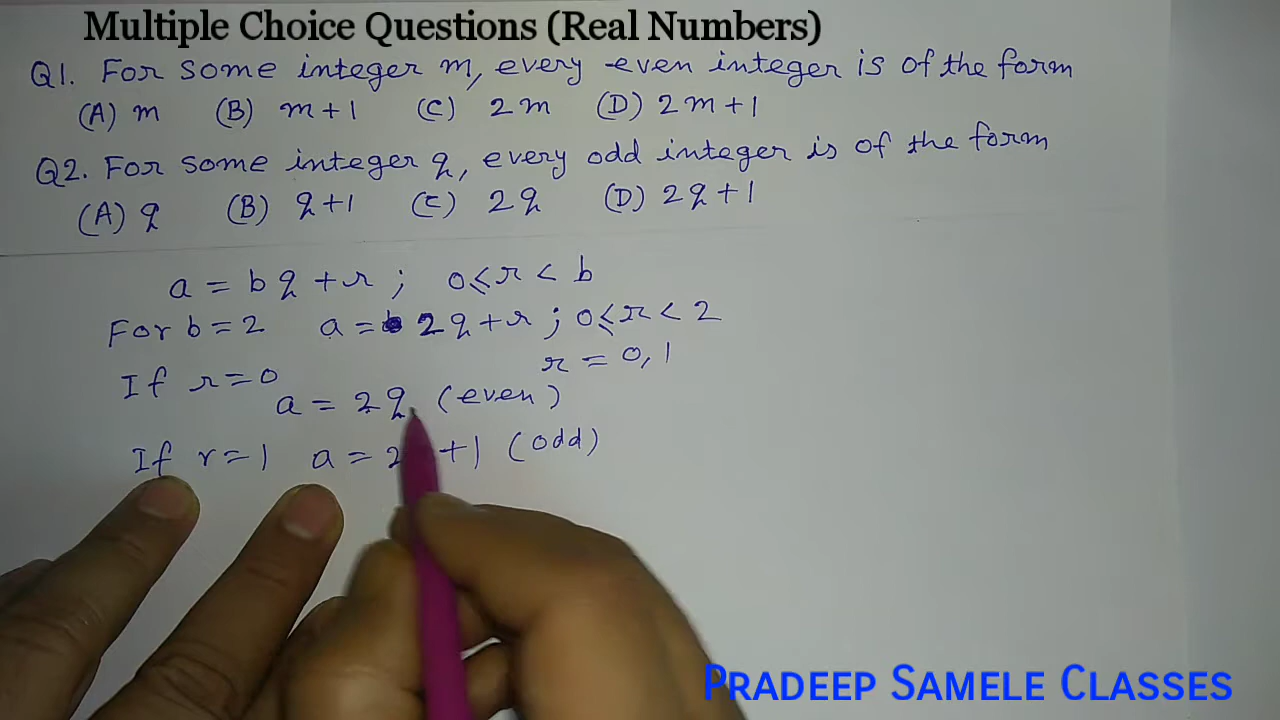 Multiple Choice Questions (Real Numbers)
Q1. For some integer m, every even integer is of the form
(A) m (B) m+1 (C) 2m (D) 2m+1
Q2. For some integer q, every odd integer is of the form
(A) q (B) q+1 (C) 2q (D) 2q+1
a = bq + r ; 0 ≤ r < b
For b = 2 a = 2q + r ; 0 ≤ r < 2
r = 0, 1
If r = 0
a = 2q (even)
If r = 1 a = 2 +1 (odd)
PRADEEP SAMELE CLASSES